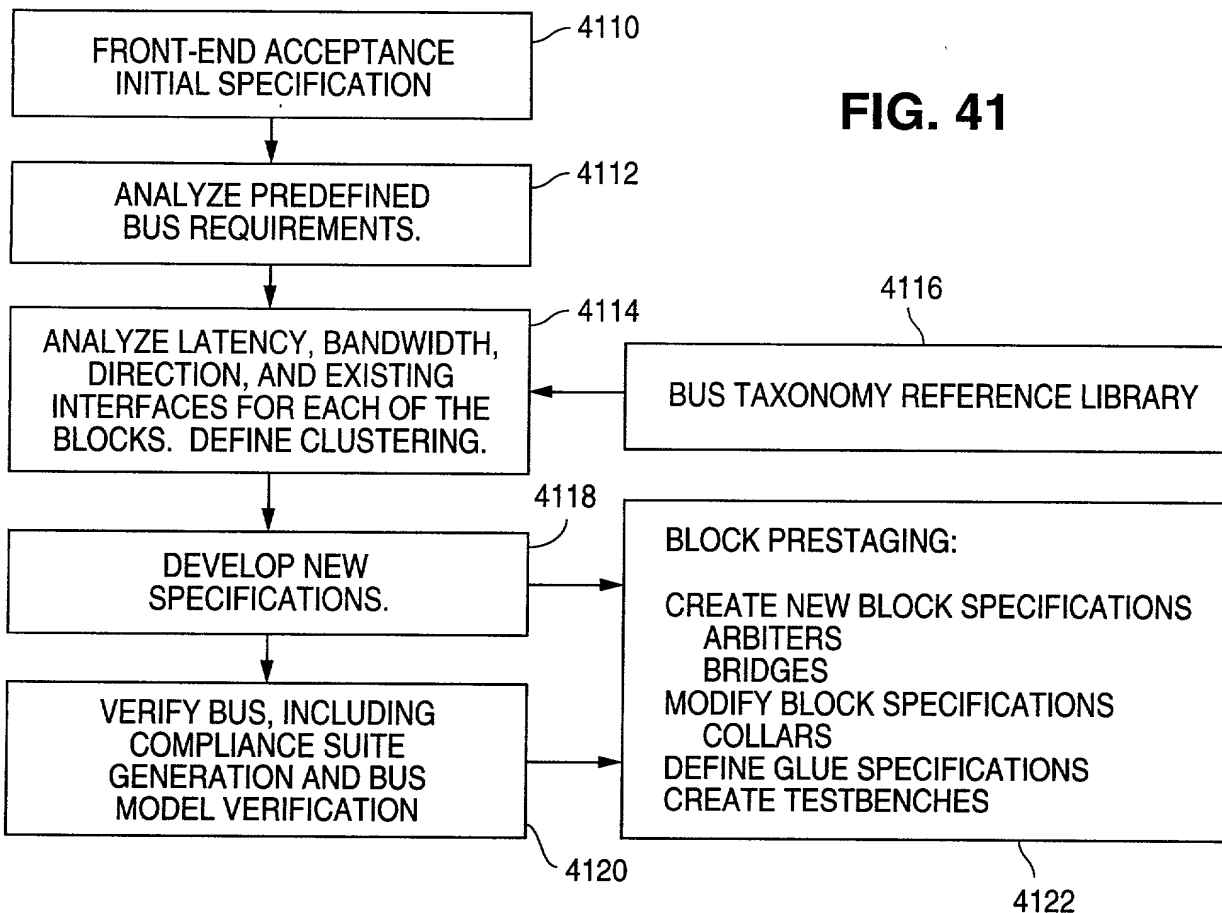 4110
FRONT-END ACCEPTANCE
INITIAL SPECIFICATION
FIG. 41
4112
ANALYZE PREDEFINED
BUS REQUIREMENTS.
4114
ANALYZE LATENCY, BANDWIDTH,
DIRECTION, AND EXISTING
INTERFACES FOR EACH OF THE
BLOCKS. DEFINE CLUSTERING.
4116
BUS TAXONOMY REFERENCE LIBRARY
4118
DEVELOP NEW
SPECIFICATIONS.
VERIFY BUS, INCLUDING
COMPLIANCE SUITE
GENERATION AND BUS
MODEL VERIFICATION
4120
BLOCK PRESTAGING:
CREATE NEW BLOCK SPECIFICATIONS
ARBITERS
BRIDGES
MODIFY BLOCK SPECIFICATIONS
COLLARS
DEFINE GLUE SPECIFICATIONS
CREATE TESTBENCHES
4122